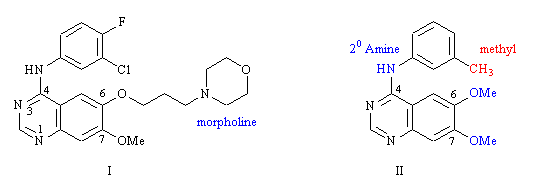 F
Cl
HN
4
N
3
N
1
6
7
O
N
O
morpholine
OMe
I
2⁰ Amine
methyl
HN
CH₃
4
N
N
6
7
OMe
OMe
II